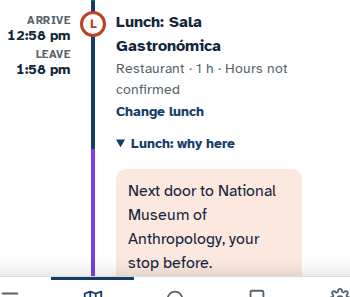 ARRIVE
12:58 pm
LEAVE
1:58 pm
L
Lunch: Sala
Gastronómica
Restaurant · 1 h · Hours not
confirmed
Change lunch
▼ Lunch: why here
Next door to National
Museum of
Anthropology, your
stop before.